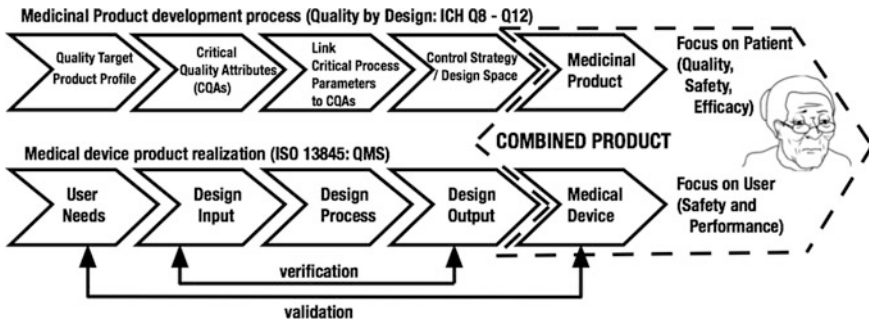 Medicinal Product development process (Quality by Design: ICH Q8 - Q12)
Quality Target
Product Profile
Critical
Quality Attributes
(CQAs)
Link
Critical Process
Parameters
to CQAs
Control Strategy
/ Design Space
Medicinal
Product
Focus on Patient
(Quality,
Safety,
Efficacy)
COMBINED PRODUCT
Medical device product realization (ISO 13845: QMS)
User
Needs
Design
Input
Design
Process
Design
Output
Medical
Device
Focus on User
(Safety and
Performance)
verification
validation